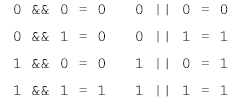 0 && 0 = 0    0 || 0 = 0
0 && 1 = 0    0 || 1 = 1
1 && 0 = 0    1 || 0 = 1
1 && 1 = 1    1 || 1 = 1